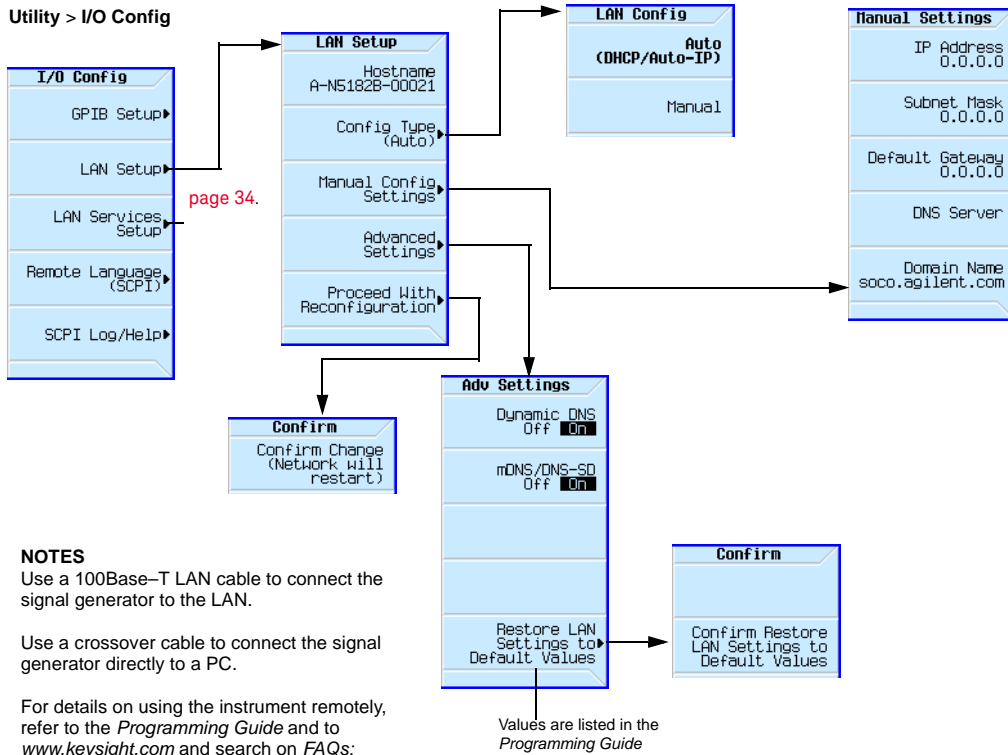 Utility > I/O Config
I/O Config
GPIB Setup
LAN Setup
LAN Services
Setup
Remote Language
(SCPI)
SCPI Log/Help
page 34.
LAN Setup
Hostname
A-N5182B-00021
Config Type
(Auto)
Manual Config
Settings
Advanced
Settings
Proceed With
Reconfiguration
LAN Config
Auto
(DHCP/Auto-IP)
Manual
Manual Settings
IP Address
0.0.0.0
Subnet Mask
0.0.0.0
Default Gateway
0.0.0.0
DNS Server
Domain Name
soco.agilent.com
Confirm
Confirm Change
(Network will
restart)
Adv Settings
Dynamic DNS
Off On
mDNS/DNS-SD
Off On
Restore LAN
Settings to
Default Values
Confirm
Confirm Restore
LAN Settings to
Default Values
Values are listed in the
Programming Guide
NOTES
Use a 100Base–T LAN cable to connect the
signal generator to the LAN.
Use a crossover cable to connect the signal
generator directly to a PC.
For details on using the instrument remotely,
refer to the Programming Guide and to
www.keysight.com and search on FAQs: